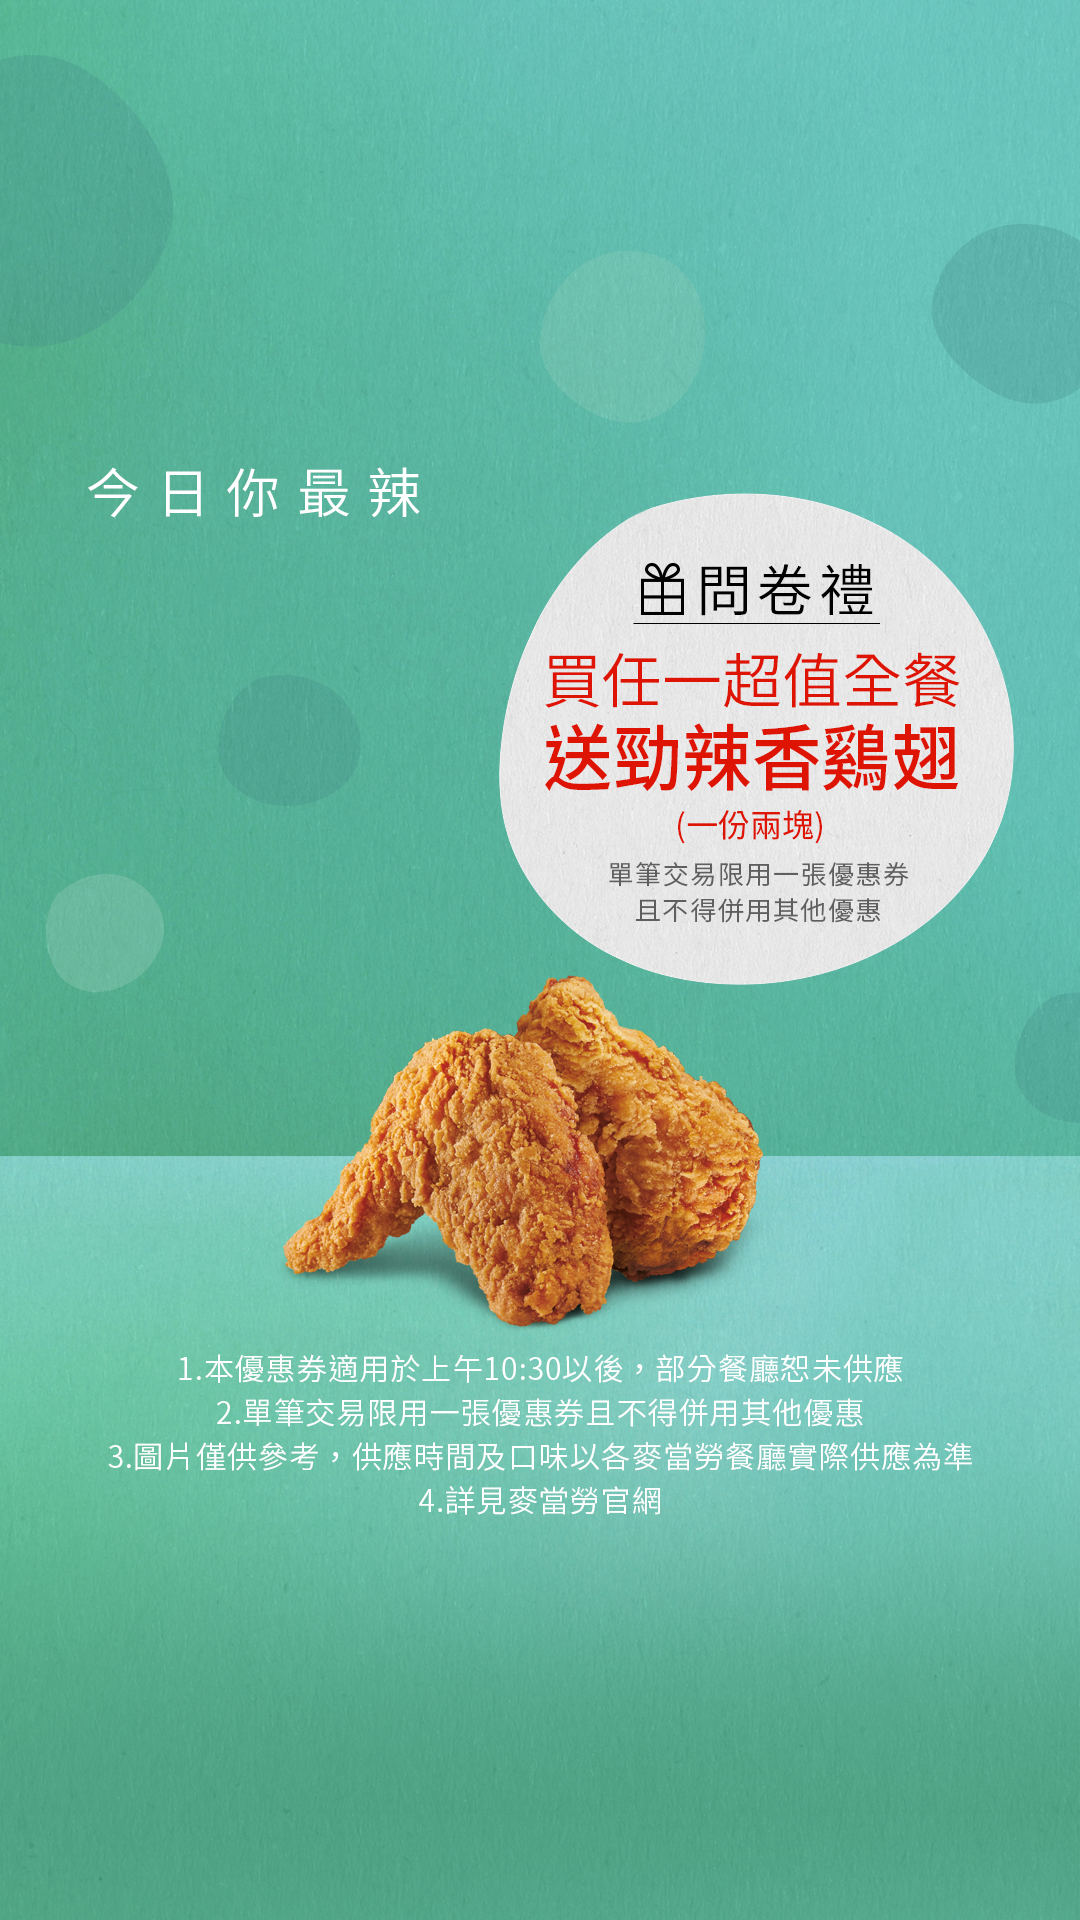 今日你最辣
問卷禮
買任一超值全餐
送勁辣香鷄翅
(一份兩塊)
單筆交易限用一張優惠券
且不得併用其他優惠
1.本優惠券適用於上午10:30以後，部分餐廳恕未供應
2.單筆交易限用一張優惠券且不得併用其他優惠
3.圖片僅供參考，供應時間及口味以各麥當勞餐廳實際供應為準
4.詳見麥當勞官網